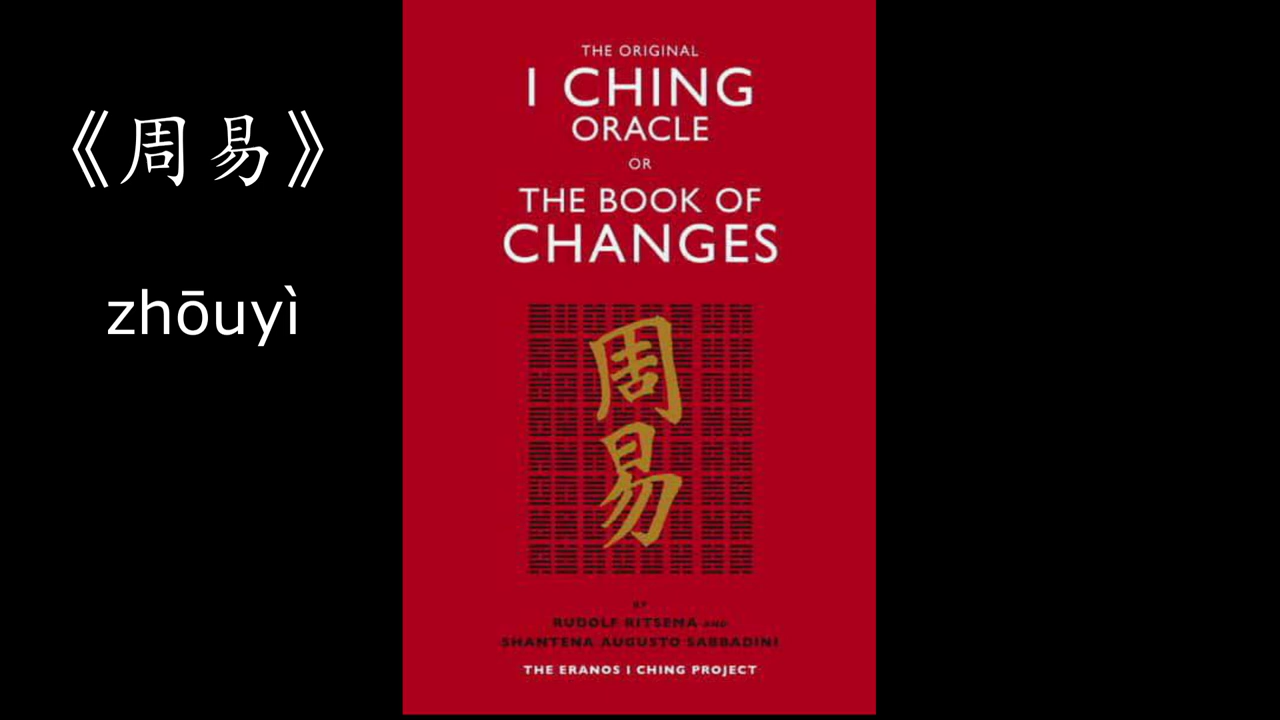 《周易》
zhōuyì
THE ORIGINAL
I CHING
ORACLE
OR
THE BOOK OF
CHANGES
周
易
BY
RUDOLF RITSEMA AND
SHANTENA AUGUSTO SABBADINI
THE ERANOS I CHING PROJECT